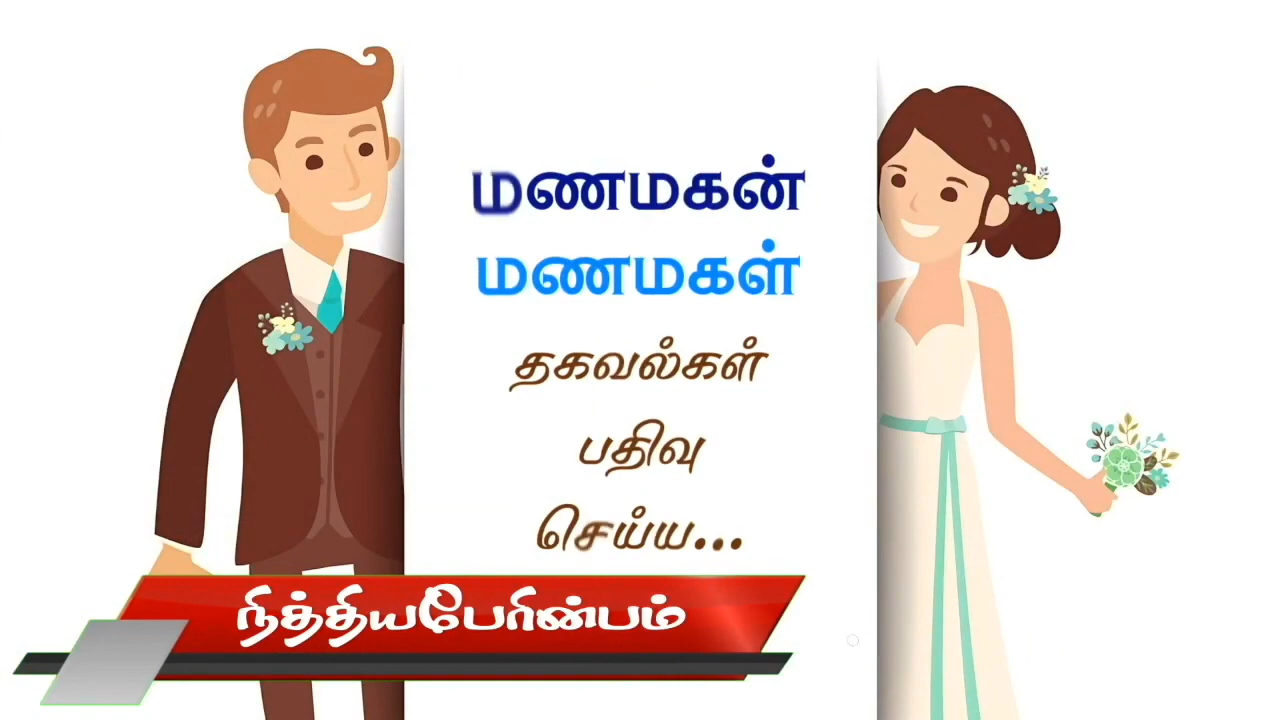 மணமகன்
மணமகள்
தகவல்கள்
பதிவு
செய்ய...
நித்தியபேரின்பம்